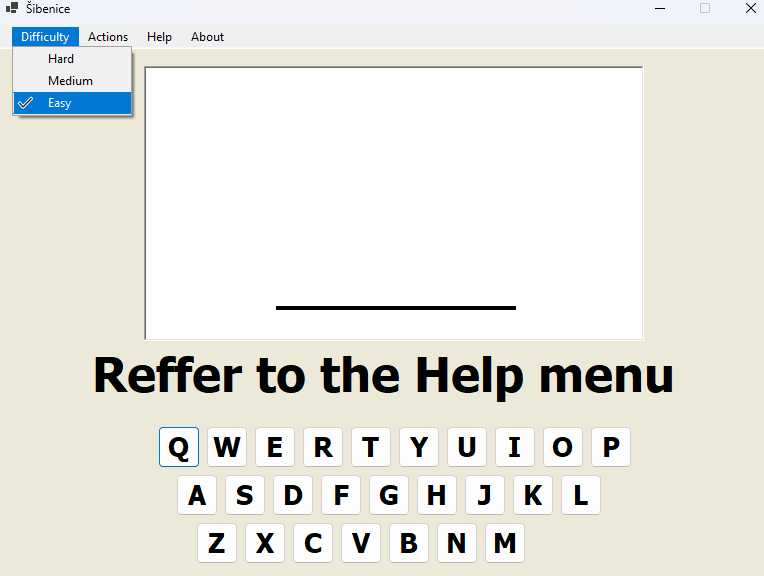 Šibenice
Difficulty Actions Help About
Hard
Medium
Easy
Reffer to the Help menu
Q W E R T Y U I O P
A S D F G H J K L
Z X C V B N M